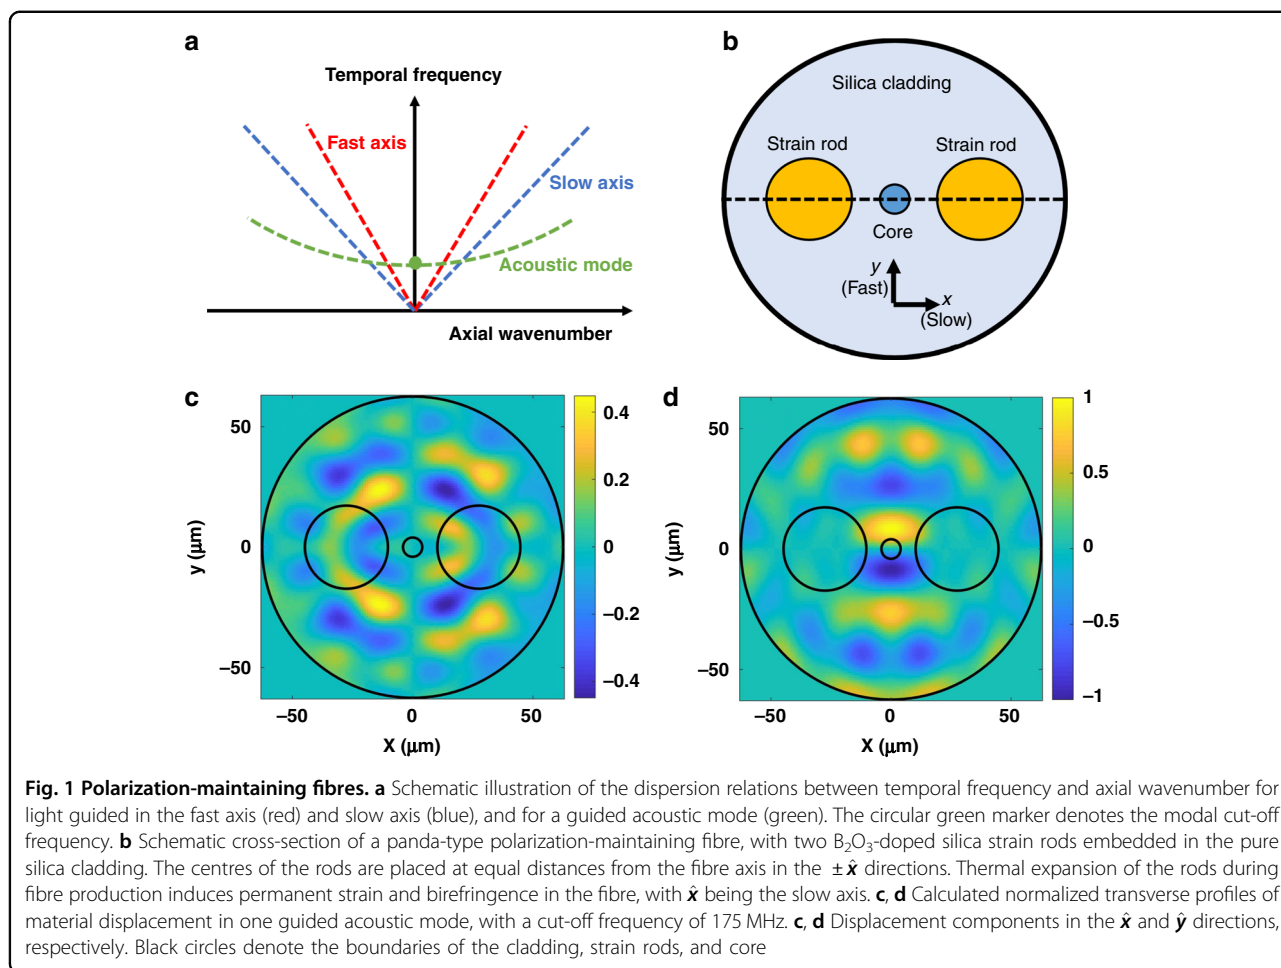 a
Temporal frequency
Fast axis
Slow axis
Acoustic mode
Axial wavenumber
b
Silica cladding
Strain rod
Strain rod
Core
y
(Fast)
x
(Slow)
c
50
0
−50
y (μm)
−50
0
50
X (μm)
0.4
0.2
0
−0.2
−0.4
d
50
0
−50
y (μm)
−50
0
50
X (μm)
1
0.5
0
−0.5
−1
Fig. 1 Polarization-maintaining fibres. a Schematic illustration of the dispersion relations between temporal frequency and axial wavenumber for
light guided in the fast axis (red) and slow axis (blue), and for a guided acoustic mode (green). The circular green marker denotes the modal cut-off
frequency. b Schematic cross-section of a panda-type polarization-maintaining fibre, with two B₂O₃-doped silica strain rods embedded in the pure
silica cladding. The centres of the rods are placed at equal distances from the fibre axis in the ±x̂ directions. Thermal expansion of the rods during
fibre production induces permanent strain and birefringence in the fibre, with x̂ being the slow axis. c, d Calculated normalized transverse profiles of
material displacement in one guided acoustic mode, with a cut-off frequency of 175 MHz. c, d Displacement components in the x̂ and ŷ directions,
respectively. Black circles denote the boundaries of the cladding, strain rods, and core